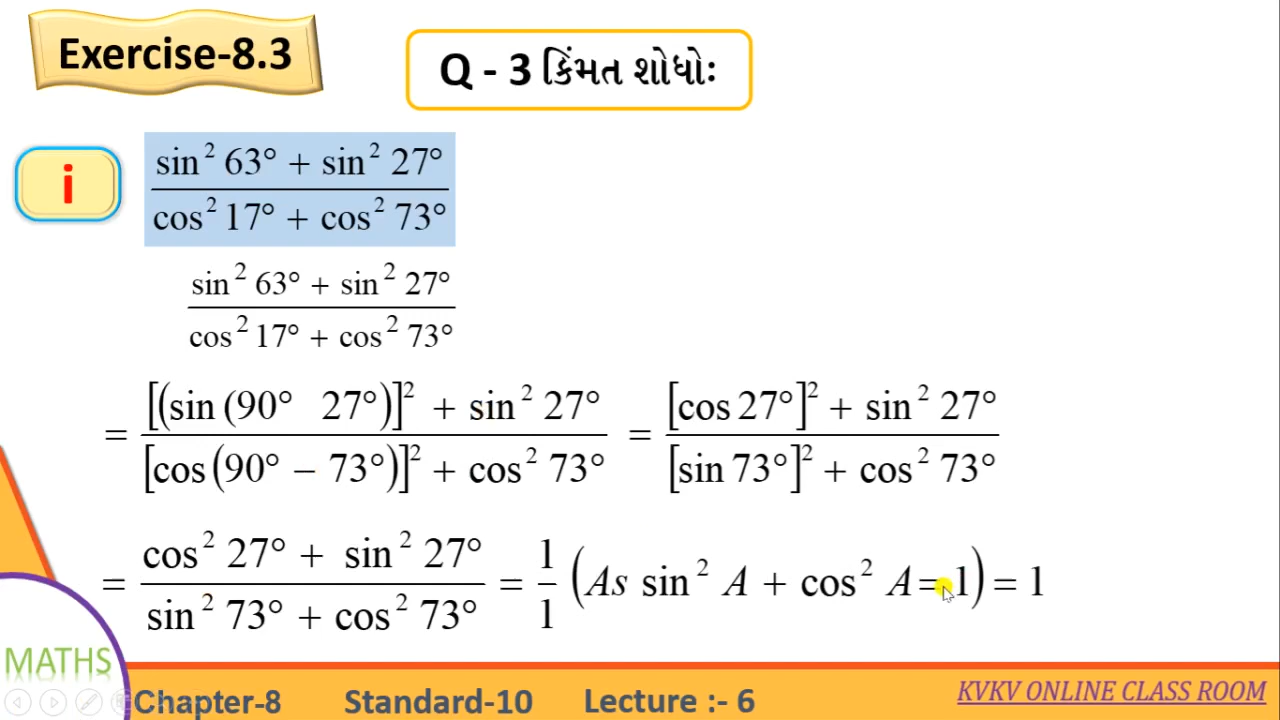 Exercise-8.3
Q - 3 કિંમત શોધોઃ
i
sin² 63° + sin² 27°
cos² 17° + cos² 73°
sin² 63° + sin² 27°
cos² 17° + cos² 73°
= [(sin (90° 27°)]² + sin² 27° / [cos (90° − 73°)]² + cos² 73° = [cos 27°]² + sin² 27° / [sin 73°]² + cos² 73°
= cos² 27° + sin² 27° / sin² 73° + cos² 73° = 1/1 (As sin² A + cos² A = 1) = 1
MATHS
Chapter-8 Standard-10 Lecture :- 6 KVKV ONLINE CLASS ROOM